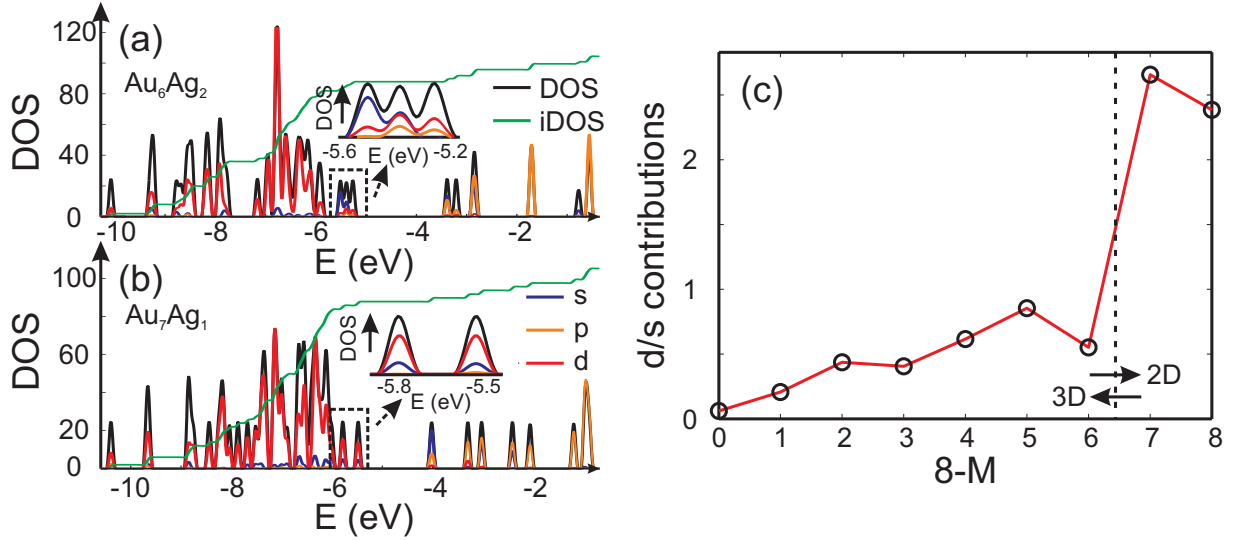 (a)
Au6Ag2
DOS
120
80
40
0
-10
-8
-6
-4
-2
E (eV)
DOS
iDOS
DOS
-5.6
E (eV)
-5.2
(b)
Au7Ag1
DOS
100
60
20
0
-10
-8
-6
-4
-2
E (eV)
s
p
d
DOS
-5.8
-5.5
E (eV)
(c)
d/s contributions
2
1
0
0
1
2
3
4
5
6
7
8
8-M
2D
3D